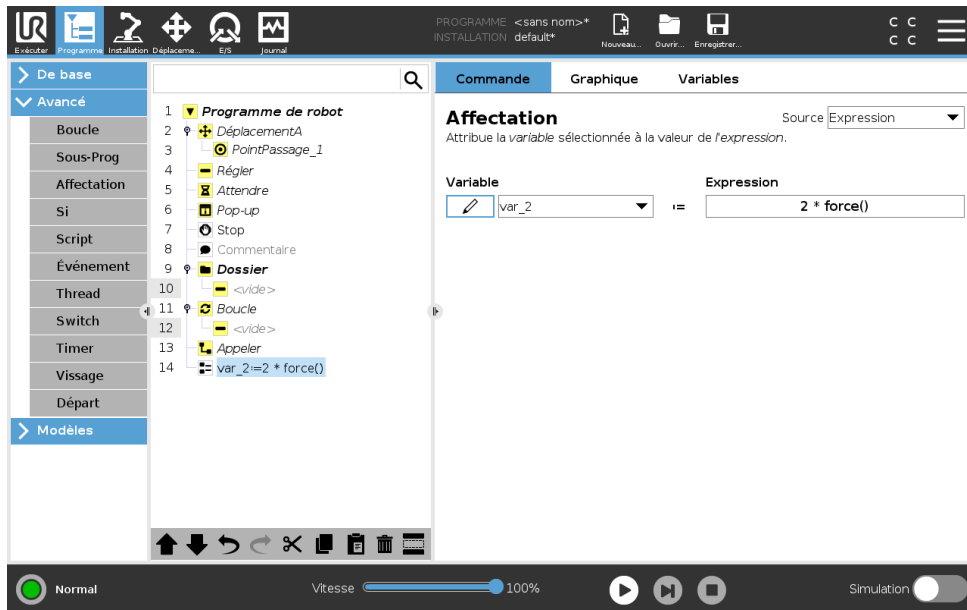 UR
Exécuter
Programme
Installation
Déplaceme...
E/S
Journal
PROGRAMME <sans nom>*
INSTALLATION default*
Nouveau...
Ouvrir...
Enregistrer...
C C
C C
De base
Avancé
Boucle
Sous-Prog
Affectation
Si
Script
Événement
Thread
Switch
Timer
Vissage
Départ
Modèles
1 Programme de robot
2 DéplacementA
3 PointPassage_1
4 Régler
5 Attendre
6 Pop-up
7 Stop
8 Commentaire
9 Dossier
10 <vide>
11 Boucle
12 <vide>
13 Appeler
14 var_2:=2 * force()
Commande
Graphique
Variables
Affectation
Source Expression
Attribue la variable sélectionnée à la valeur de l'expression.
Variable
Expression
var_2 := 2 * force()
Normal
Vitesse 100%
Simulation